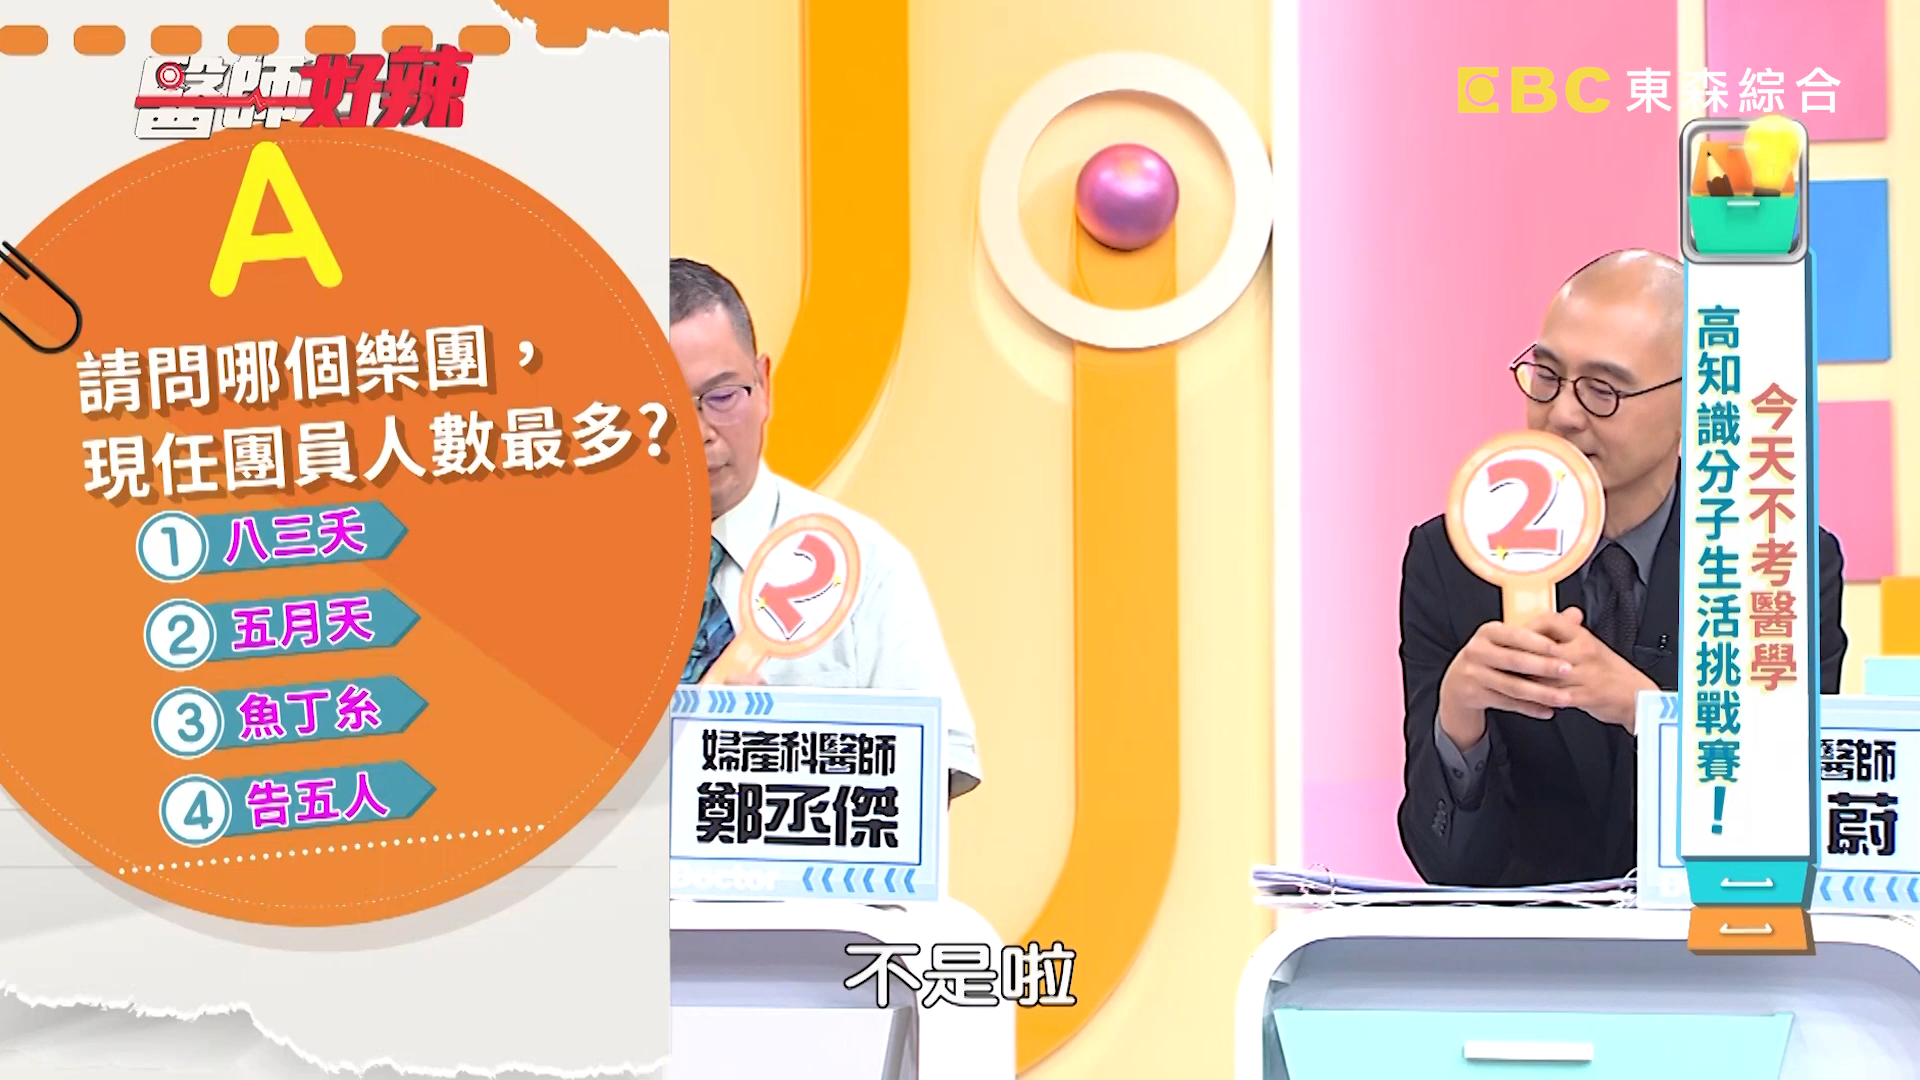 醫師好辣
EBC 東森綜合
A
請問哪個樂團，
現任團員人數最多?
1 八三夭
2 五月天
3 魚丁糸
4 告五人
2
2
今天不考醫學
高知識分子生活挑戰賽！
婦產科醫師
鄭丞傑
Doctor
醫師
蔚
不是啦